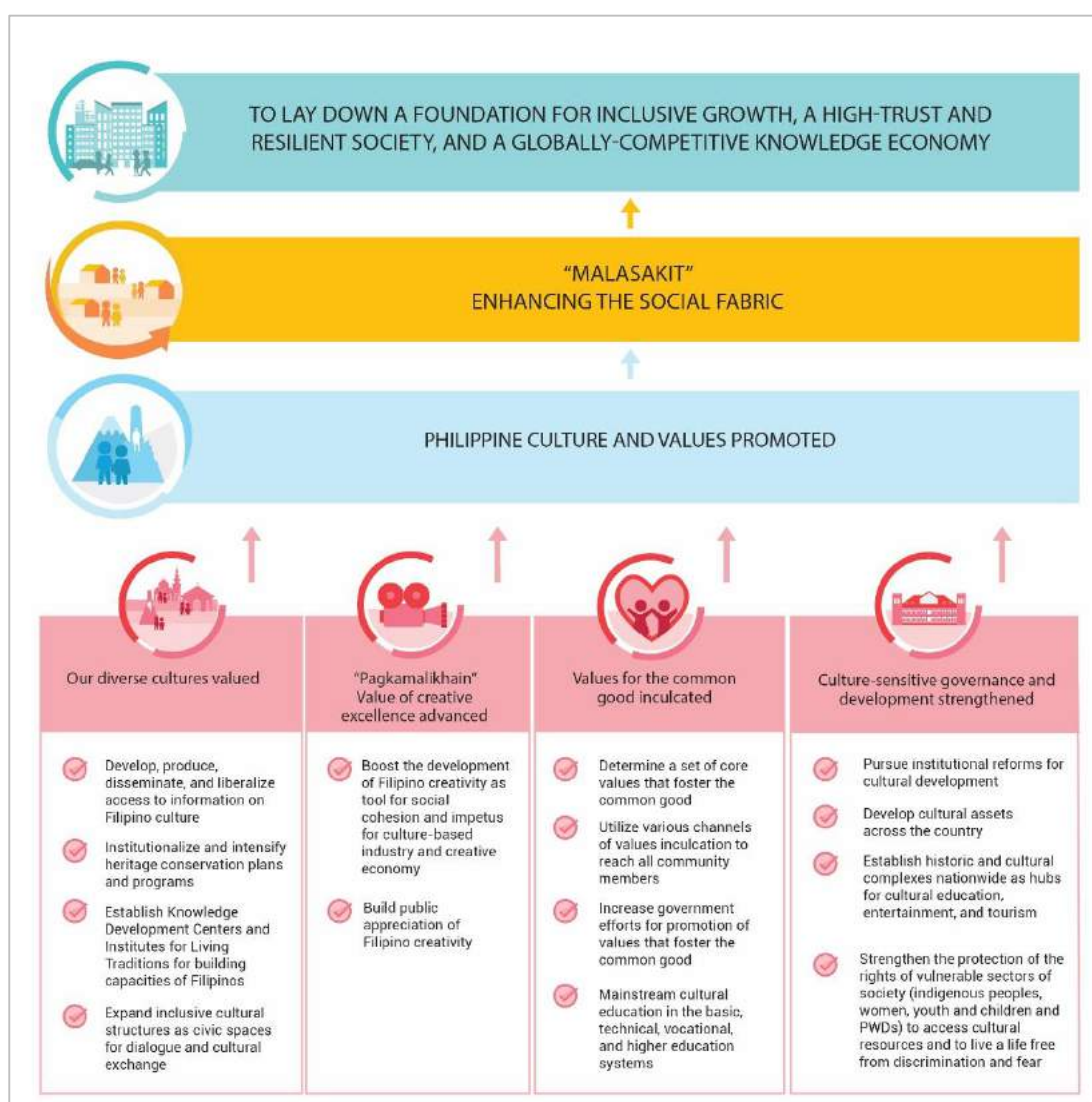 TO LAY DOWN A FOUNDATION FOR INCLUSIVE GROWTH, A HIGH-TRUST AND
RESILIENT SOCIETY, AND A GLOBALLY-COMPETITIVE KNOWLEDGE ECONOMY
“MALASAKIT”
ENHANCING THE SOCIAL FABRIC
PHILIPPINE CULTURE AND VALUES PROMOTED
Our diverse cultures valued
Develop, produce,
disseminate, and liberalize
access to information on
Filipino culture
Institutionalize and intensify
heritage conservation plans
and programs
Establish Knowledge
Development Centers and
Institutes for Living
Traditions for building
capacities of Filipinos
Expand inclusive cultural
structures as civic spaces
for dialogue and cultural
exchange
“Pagkamalikhain”
Value of creative
excellence advanced
Boost the development
of Filipino creativity as
tool for social
cohesion and impetus
for culture-based
industry and creative
economy
Build public
appreciation of
Filipino creativity
Values for the common
good inculcated
Determine a set of core
values that foster the
common good
Utilize various channels
of values inculcation to
reach all community
members
Increase government
efforts for promotion of
values that foster the
common good
Mainstream cultural
education in the basic,
technical, vocational,
and higher education
systems
Culture-sensitive governance and
development strengthened
Pursue institutional reforms for
cultural development
Develop cultural assets
across the country
Establish historic and cultural
complexes nationwide as hubs
for cultural education,
entertainment, and tourism
Strengthen the protection of the
rights of vulnerable sectors of
society (indigenous peoples,
women, youth and children and
PWDs) to access cultural
resources and to live a life free
from discrimination and fear